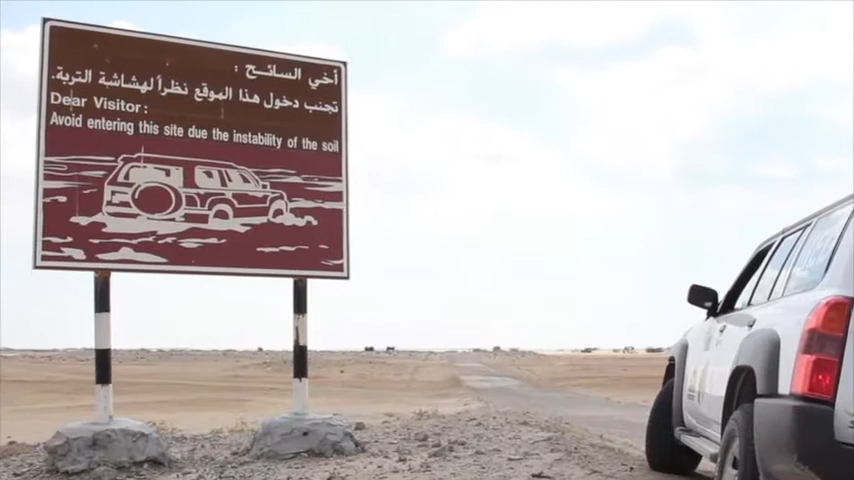 أخي السائح :
تجنب دخول هذا الموقع نظراً لهشاشة التربة.
Dear Visitor :
Avoid entering this site due the instability of the soil